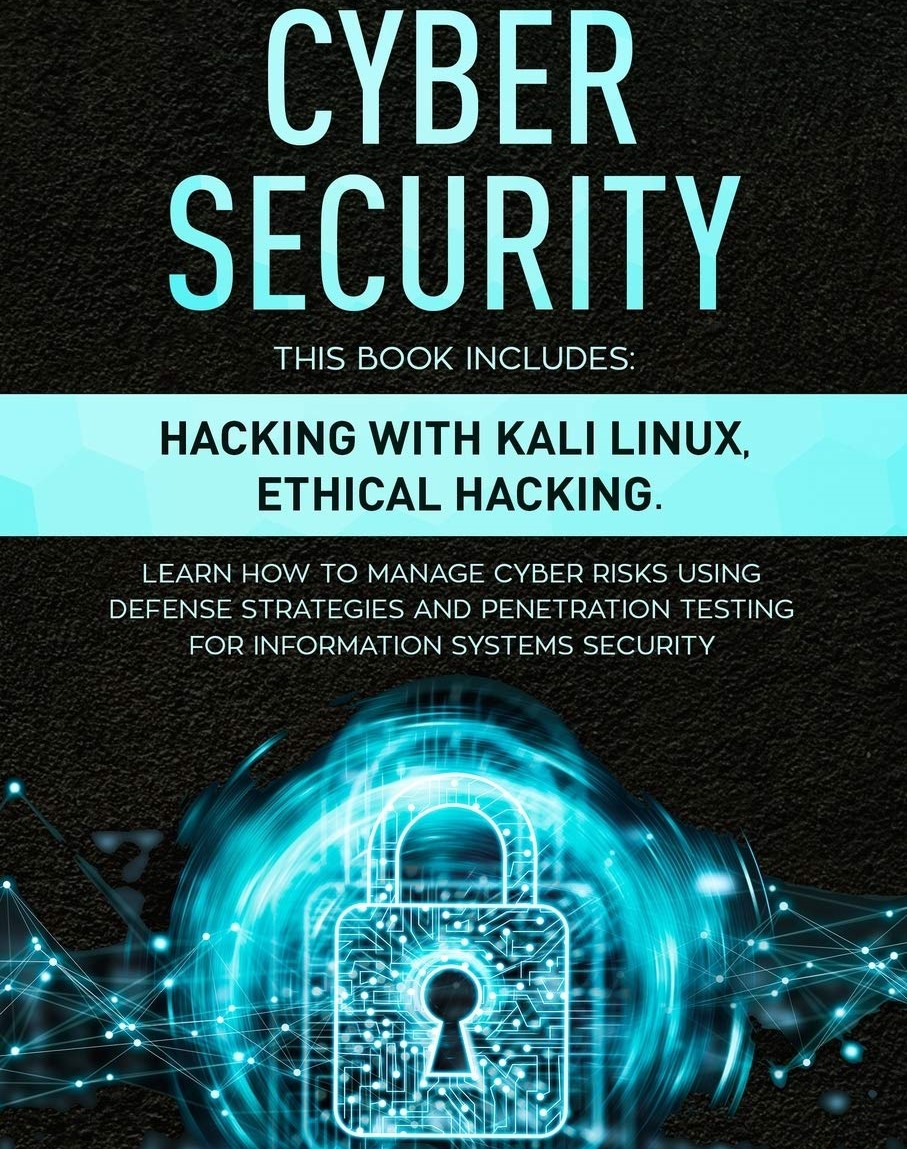 CYBER
SECURITY
THIS BOOK INCLUDES:
HACKING WITH KALI LINUX,
ETHICAL HACKING.
LEARN HOW TO MANAGE CYBER RISKS USING
DEFENSE STRATEGIES AND PENETRATION TESTING
FOR INFORMATION SYSTEMS SECURITY